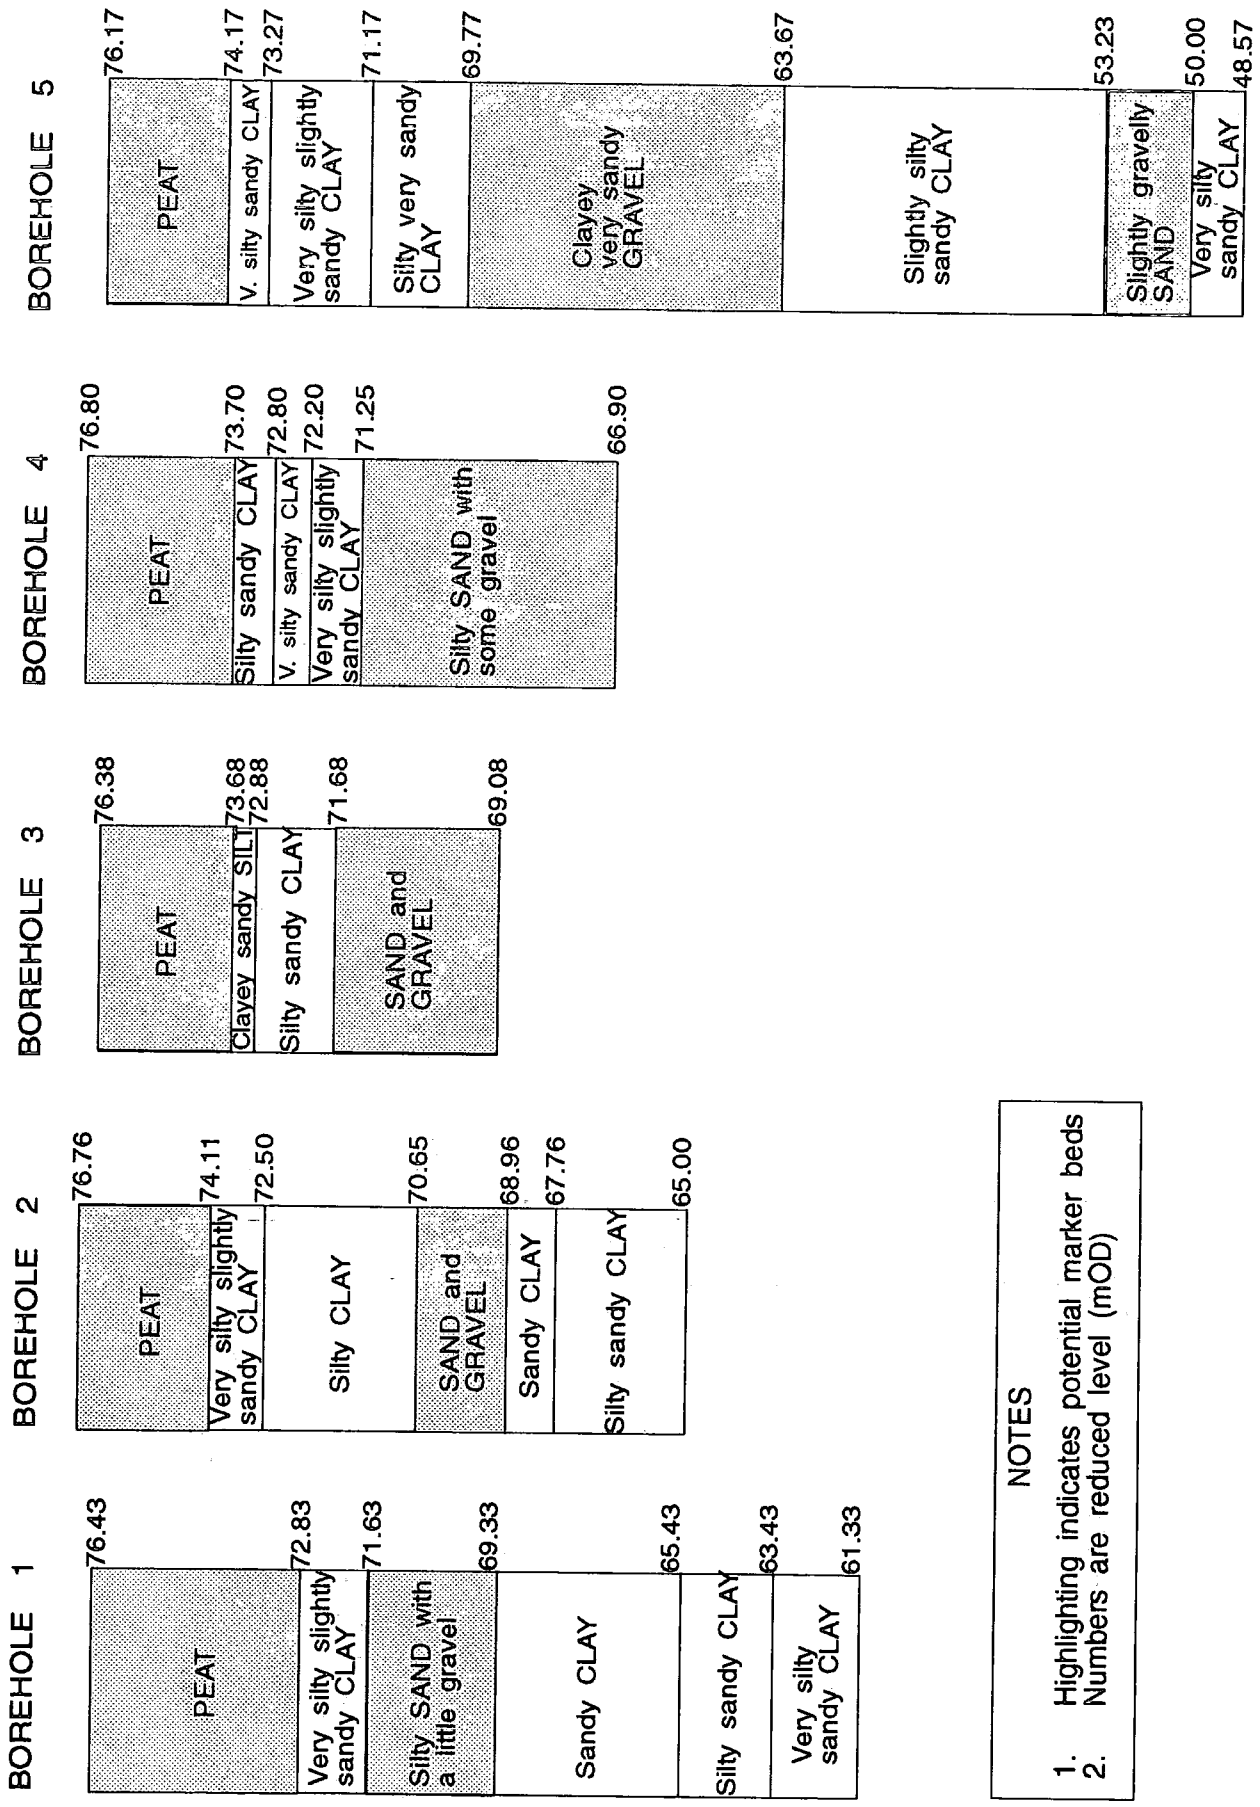 BOREHOLE 1
76.43
PEAT
72.83
Very silty slightly
sandy CLAY
71.63
Silty SAND with
a little gravel
69.33
Sandy CLAY
65.43
Silty sandy CLAY
63.43
Very silty
sandy CLAY
61.33
BOREHOLE 2
76.76
PEAT
74.11
Very silty slightly
sandy CLAY
72.50
Silty CLAY
70.65
SAND and
GRAVEL
68.96
Sandy CLAY
67.76
Silty sandy CLAY
65.00
BOREHOLE 3
76.38
PEAT
73.68
Clayey sandy SILT
72.88
Silty sandy CLAY
71.68
SAND and
GRAVEL
69.08
BOREHOLE 4
76.80
PEAT
73.70
Silty sandy CLAY
72.80
V. silty sandy CLAY
72.20
Very silty slightly
sandy CLAY
71.25
Silty SAND with
some gravel
66.90
BOREHOLE 5
76.17
PEAT
74.17
V. silty sandy CLAY
73.27
Very silty slightly
sandy CLAY
71.17
Silty very sandy
CLAY
69.77
Clayey
very sandy
GRAVEL
63.67
Slightly silty
sandy CLAY
53.23
Slightly gravelly
SAND
50.00
Very silty
sandy CLAY
48.57
NOTES
1. Highlighting indicates potential marker beds
2. Numbers are reduced level (mOD)